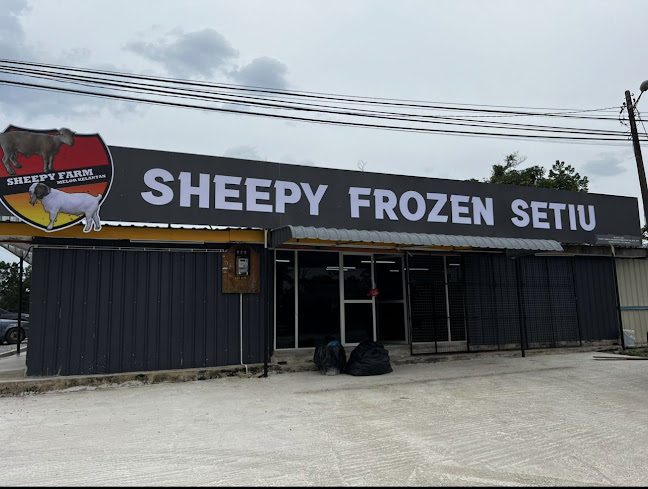 SHEEPY FARM
MELOR KELANTAN
SHEEPY FROZEN SETIU